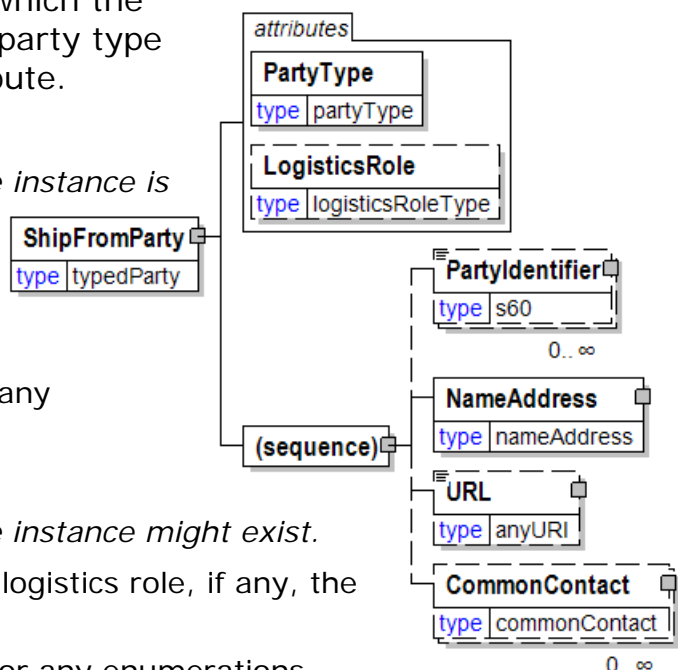 which the
party type
bute.
instance is
any
instance might exist.
logistics role, if any, the
or any enumerations
attributes
PartyType
type partyType
LogisticsRole
type logisticsRoleType
ShipFromParty
type typedParty
(sequence)
PartyIdentifier
type s60
0.. ∞
NameAddress
type nameAddress
URL
type anyURI
CommonContact
type commonContact
0.. ∞